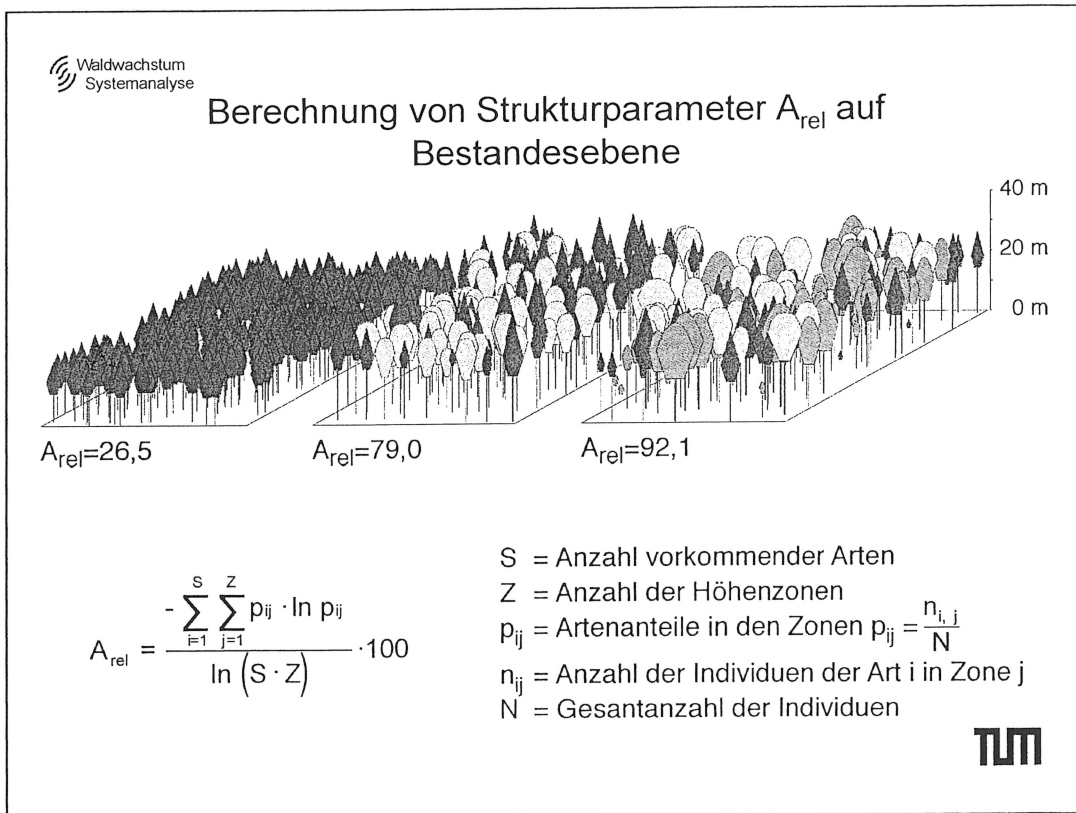 Waldwachstum
Systemanalyse
Berechnung von Strukturparameter A_rel auf
Bestandesebene
40 m
20 m
0 m
A_rel=26,5
A_rel=79,0
A_rel=92,1
A_rel = (- ∑_{i=1}^{S} ∑_{j=1}^{Z} p_ij · ln p_ij) / (ln (S · Z)) ·100
S = Anzahl vorkommender Arten
Z = Anzahl der Höhenzonen
p_ij = Artenanteile in den Zonen p_ij = n_i, j / N
n_ij = Anzahl der Individuen der Art i in Zone j
N = Gesantanzahl der Individuen
TUM